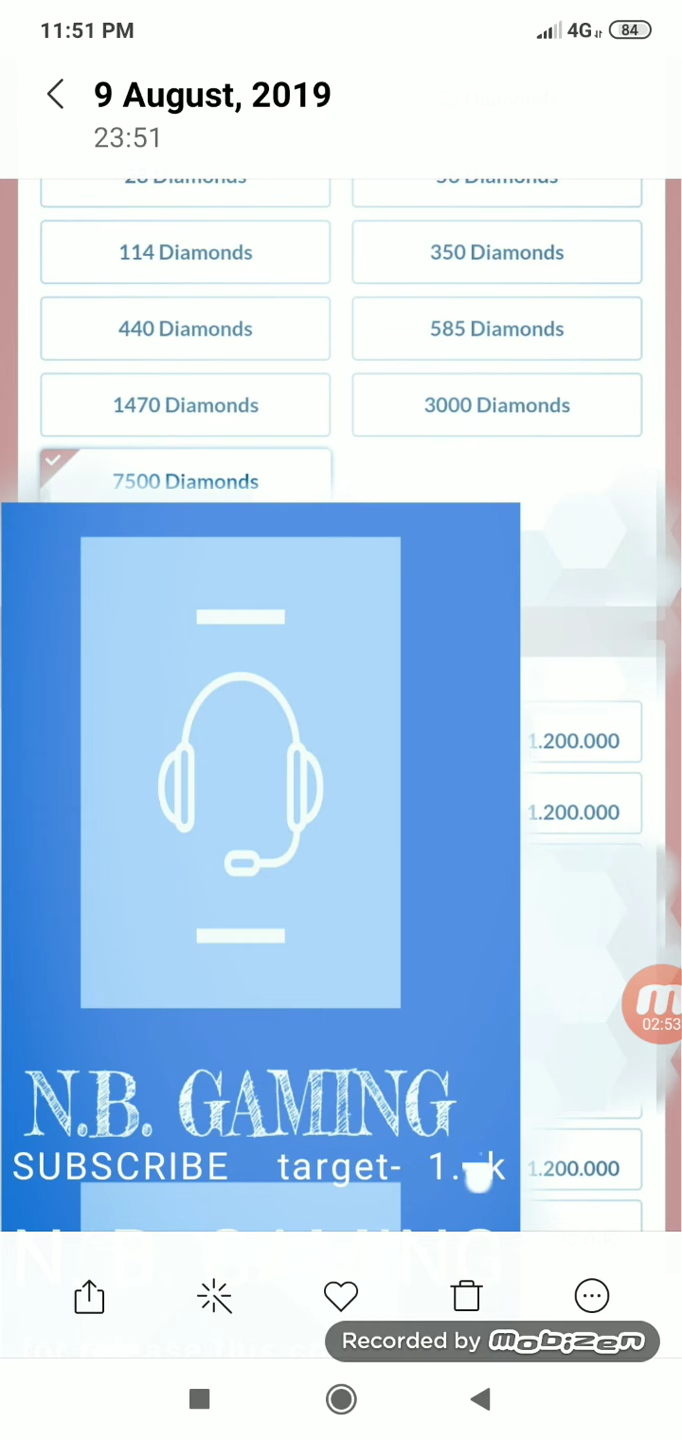 11:51 PM
4G
84
9 August, 2019
23:51
114 Diamonds
350 Diamonds
440 Diamonds
585 Diamonds
1470 Diamonds
3000 Diamonds
7500 Diamonds
1.200.000
1.200.000
02:53
N.B. GAMING
SUBSCRIBE target- 1. k
1.200.000
Recorded by mobizen